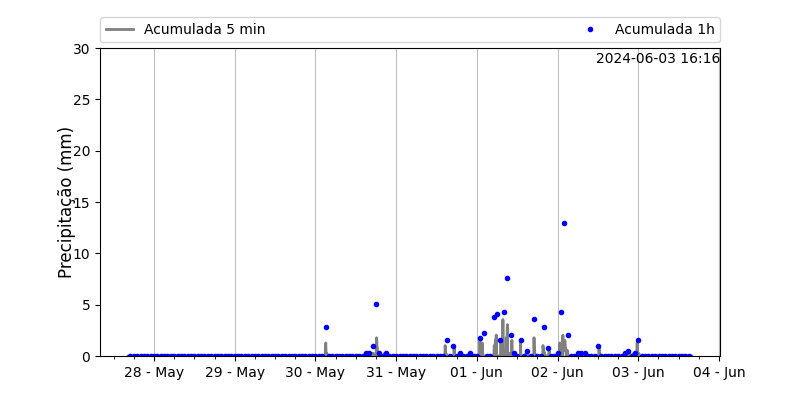 Acumulada 5 min
Acumulada 1h
2024-06-03 16:16
Precipitação (mm)
30
25
20
15
10
5
0
28 - May
29 - May
30 - May
31 - May
01 - Jun
02 - Jun
03 - Jun
04 - Jun